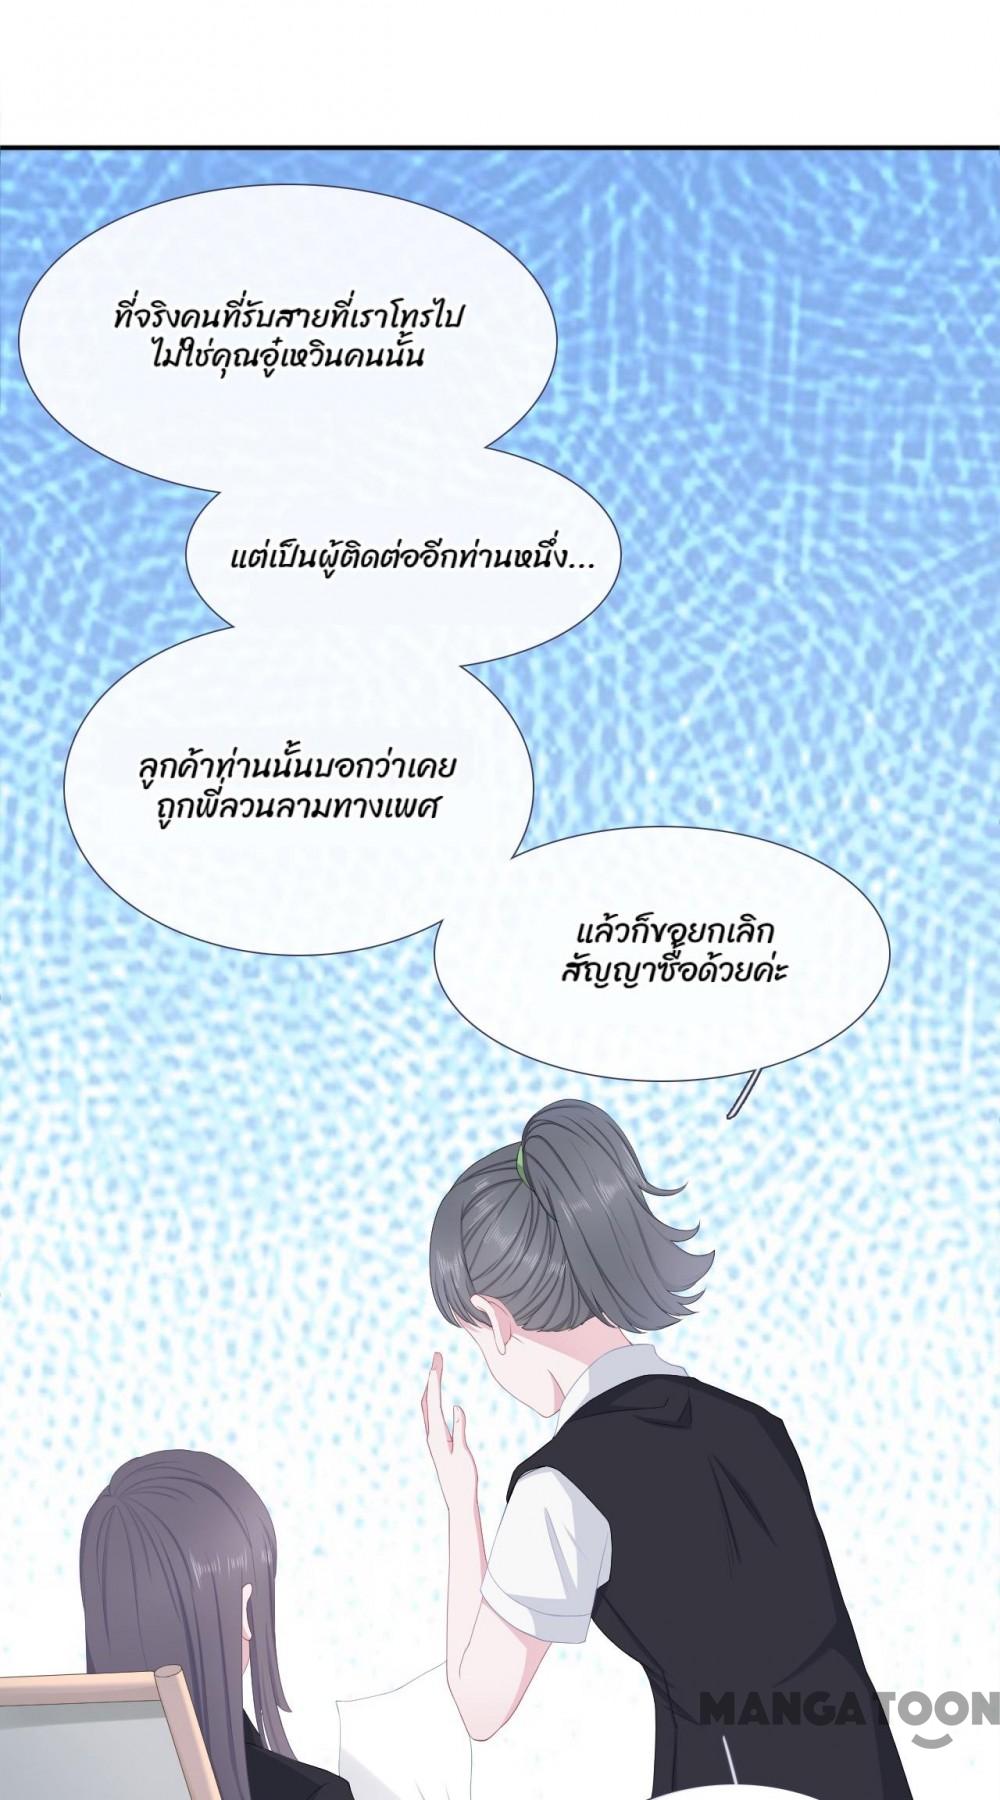 ที่จริงคนที่รับสายที่เราโทรไป
ไม่ใช่คุณอู๋เหวินคนนั้น
แต่เป็นผู้ติดต่ออีกท่านหนึ่ง...
ลูกค้าท่านนั้นบอกว่าเคย
ถูกพี่ลวนลามทางเพศ
แล้วก็ขอยกเลิก
สัญญาซื้อด้วยค่ะ
MANGATOON